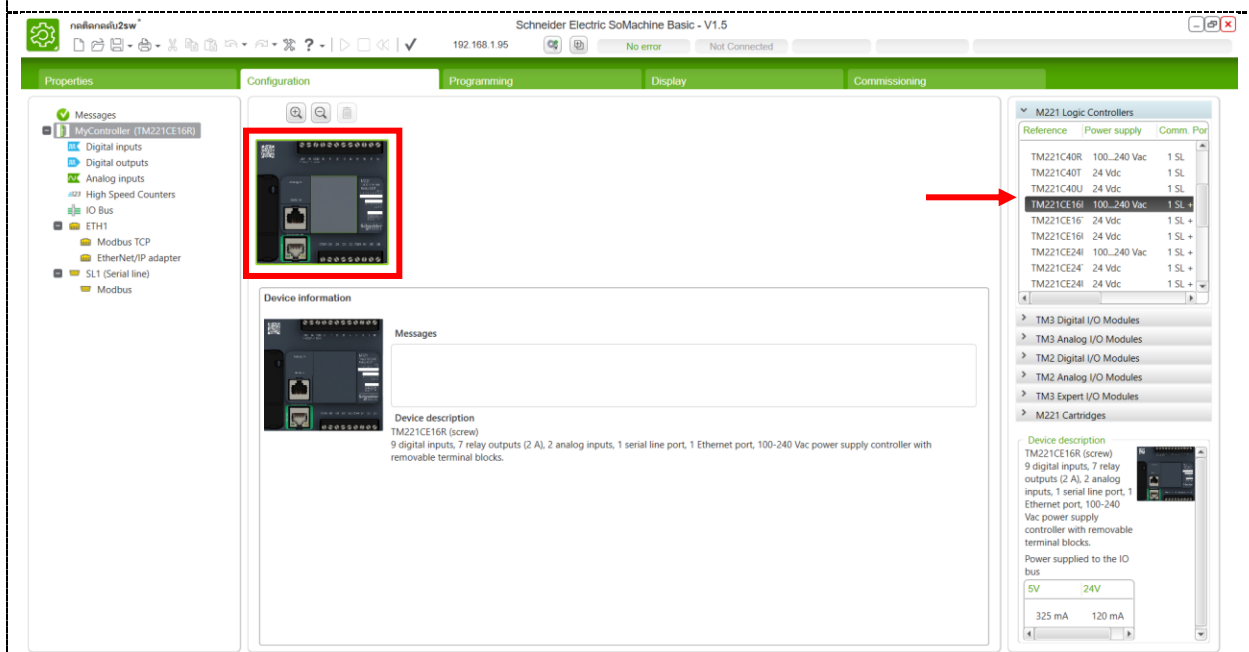 กดติดกดดับ2sw *
Schneider Electric SoMachine Basic - V1.5
192.168.1.95
No error
Not Connected
Properties
Configuration
Programming
Display
Commissioning
Messages
MyController (TM221CE16R)
Digital inputs
Digital outputs
Analog inputs
High Speed Counters
IO Bus
ETH1
Modbus TCP
EtherNet/IP adapter
SL1 (Serial line)
Modbus
Device information
Messages
Device description
TM221CE16R (screw)
9 digital inputs, 7 relay outputs (2 A), 2 analog inputs, 1 serial line port, 1 Ethernet port, 100-240 Vac power supply controller with
removable terminal blocks.
M221 Logic Controllers
Reference Power supply Comm. Por
TM221C40R 100...240 Vac 1 SL
TM221C40T 24 Vdc 1 SL
TM221C40U 24 Vdc 1 SL
TM221CE16 100...240 Vac 1 SL +
TM221CE16 24 Vdc 1 SL +
TM221CE16 24 Vdc 1 SL +
TM221CE24 100...240 Vac 1 SL +
TM221CE24 24 Vdc 1 SL +
TM221CE24 24 Vdc 1 SL +
TM3 Digital I/O Modules
TM3 Analog I/O Modules
TM2 Digital I/O Modules
TM2 Analog I/O Modules
TM3 Expert I/O Modules
M221 Cartridges
Device description
TM221CE16R (screw)
9 digital inputs, 7 relay
outputs (2 A), 2 analog
inputs, 1 serial line port, 1
Ethernet port, 100-240
Vac power supply
controller with removable
terminal blocks.
Power supplied to the IO
bus
5V 24V
325 mA 120 mA